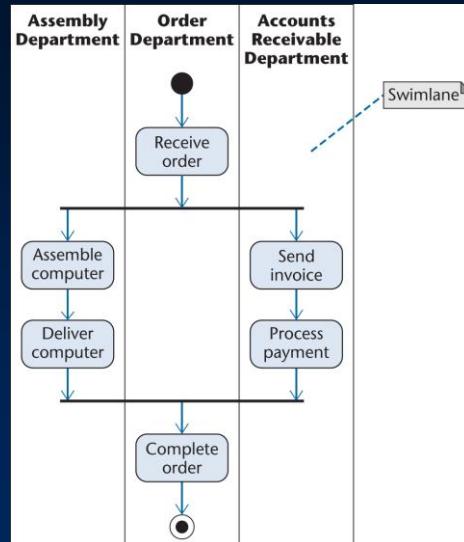 Assembly
Department
Order
Department
Accounts
Receivable
Department
Swimlane
Receive
order
Assemble
computer
Send
invoice
Deliver
computer
Process
payment
Complete
order